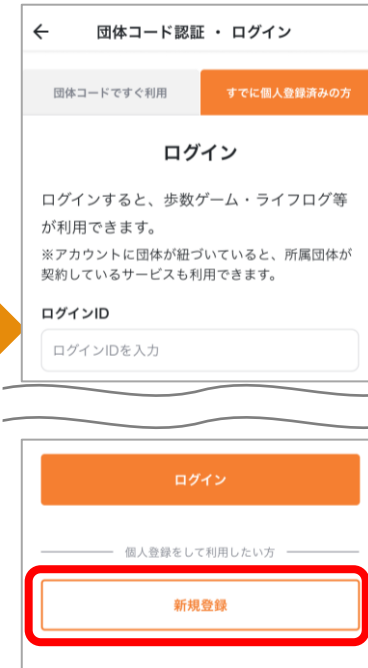 団体コード認証 ・ ログイン
団体コードですぐ利用
すでに個人登録済みの方
ログイン
ログインすると、歩数ゲーム・ライフログ等
が利用できます。
※アカウントに団体が紐づいていると、所属団体が
契約しているサービスも利用できます。
ログインID
ログインIDを入力
ログイン
個人登録をして利用したい方
新規登録